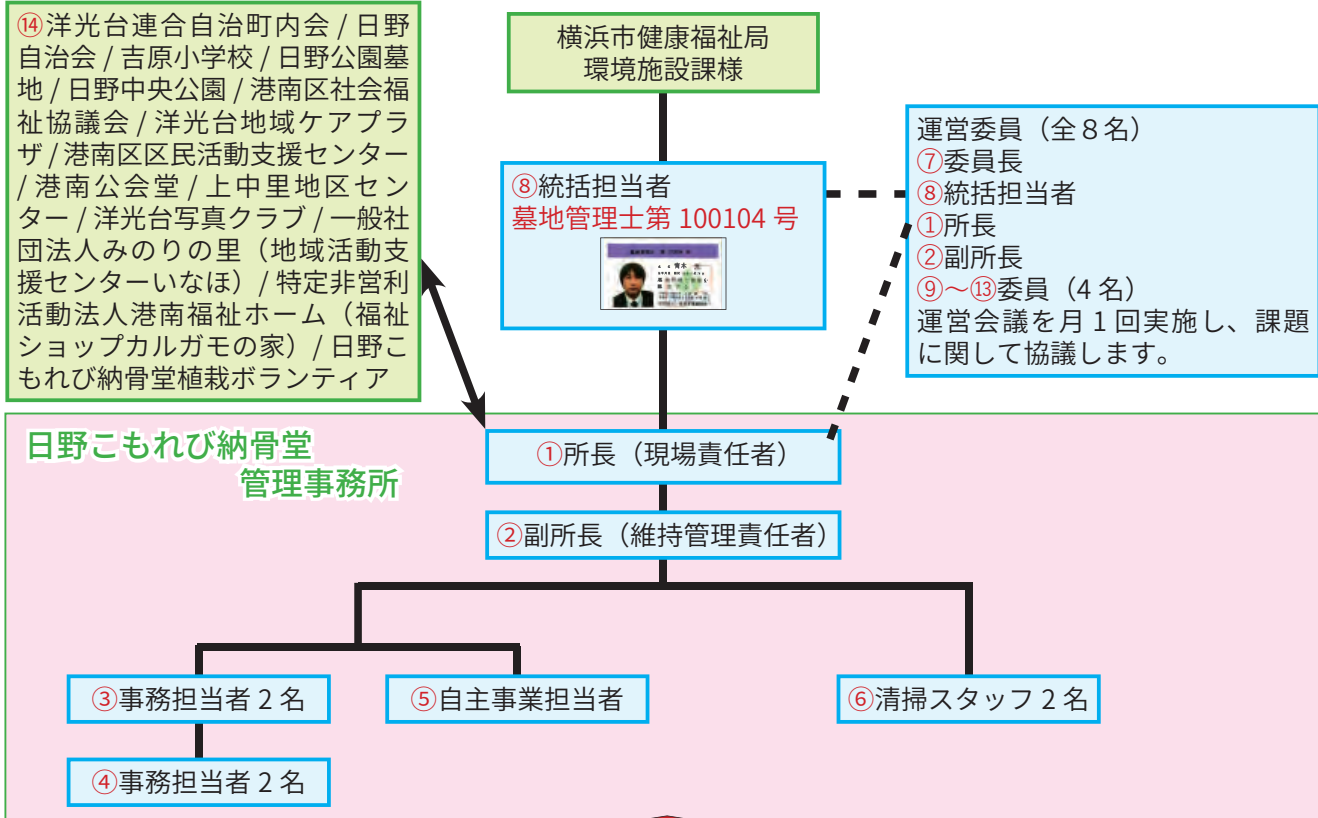 ⑭洋光台連合自治町内会 / 日野
自治会 / 吉原小学校 / 日野公園墓
地 / 日野中央公園 / 港南区社会福
祉協議会 / 洋光台地域ケアプラ
ザ / 港南区区民活動支援センター
/ 港南公会堂 / 上中里地区セン
ター / 洋光台写真クラブ / 一般社
団法人みのりの里（地域活動支
援センターいなほ）/ 特定非営利
活動法人港南福祉ホーム（福祉
ショップカルガモの家）/ 日野こ
もれび納骨堂植栽ボランティア
横浜市健康福祉局
環境施設課様
⑧統括担当者
墓地管理士第 100104 号
運営委員（全８名）
⑦委員長
⑧統括担当者
①所長
②副所長
⑨〜⑬委員（4 名）
運営会議を月 1 回実施し、課題
に関して協議します。
日野こもれび納骨堂
管理事務所
①所長（現場責任者）
②副所長（維持管理責任者）
③事務担当者 2 名
⑤自主事業担当者
⑥清掃スタッフ 2 名
④事務担当者 2 名